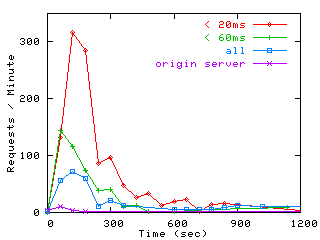 < 20ms
< 60ms
all
origin server
Requests / Minute
300
200
100
0
0 300 600 900 1200
Time (sec)